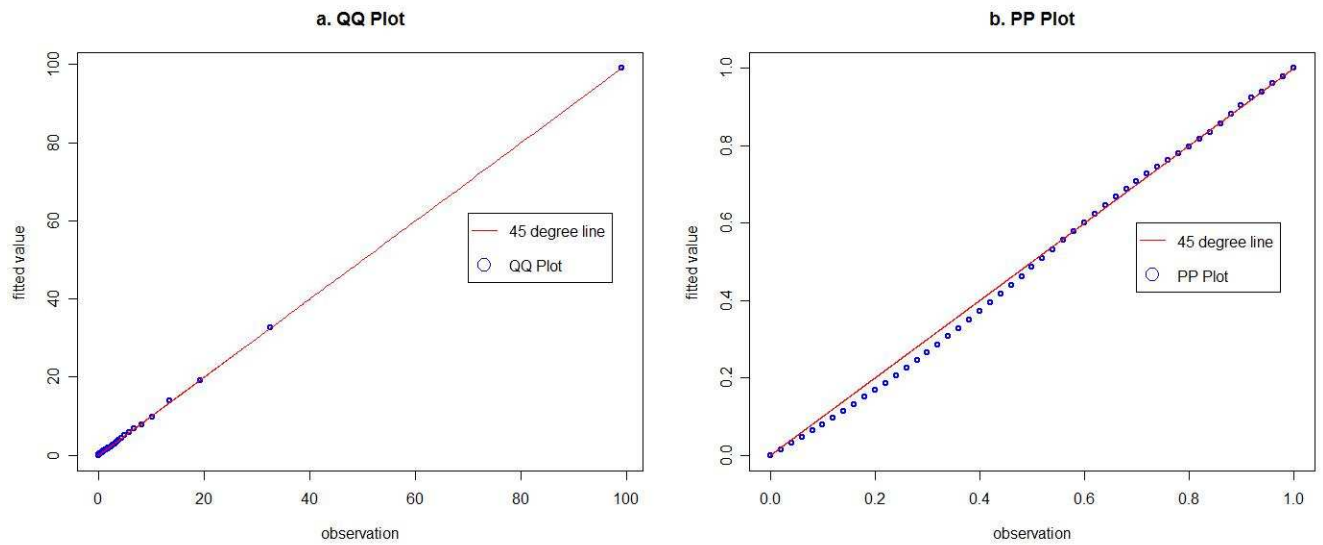 a. QQ Plot
100
80
60
40
20
0
fitted value
45 degree line
QQ Plot
0
20
40
60
80
100
observation
b. PP Plot
1.0
0.8
0.6
0.4
0.2
0.0
fitted value
45 degree line
PP Plot
0.0
0.2
0.4
0.6
0.8
1.0
observation